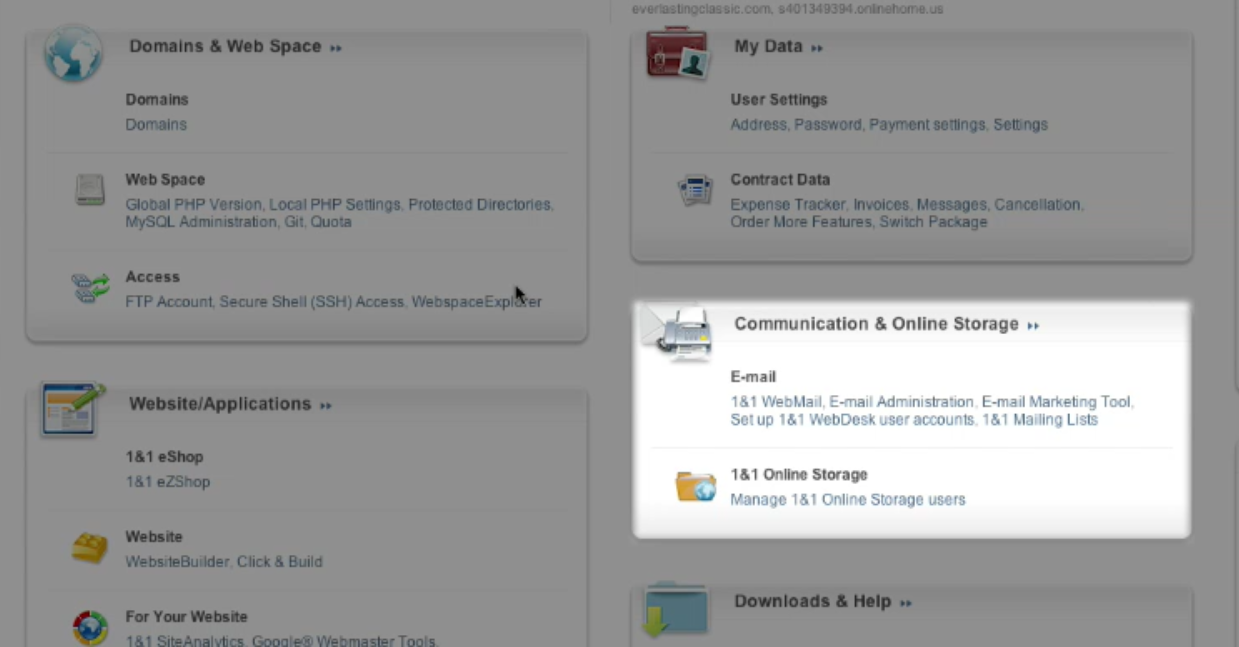 everlastingclassic.com, s401349394.onlinehome.us
Domains & Web Space
Domains
Domains
Web Space
Global PHP Version, Local PHP Settings, Protected Directories,
MySQL Administration, Git, Quota
Access
FTP Account, Secure Shell (SSH) Access, WebspaceExplorer
Website/Applications
1&1 eShop
1&1 eZShop
Website
WebsiteBuilder, Click & Build
For Your Website
1&1 SiteAnalytics, Google® Webmaster Tools,
My Data
User Settings
Address, Password, Payment settings, Settings
Contract Data
Expense Tracker, Invoices, Messages, Cancellation,
Order More Features, Switch Package
Communication & Online Storage
E-mail
1&1 WebMail, E-mail Administration, E-mail Marketing Tool,
Set up 1&1 WebDesk user accounts, 1&1 Mailing Lists
1&1 Online Storage
Manage 1&1 Online Storage users
Downloads & Help